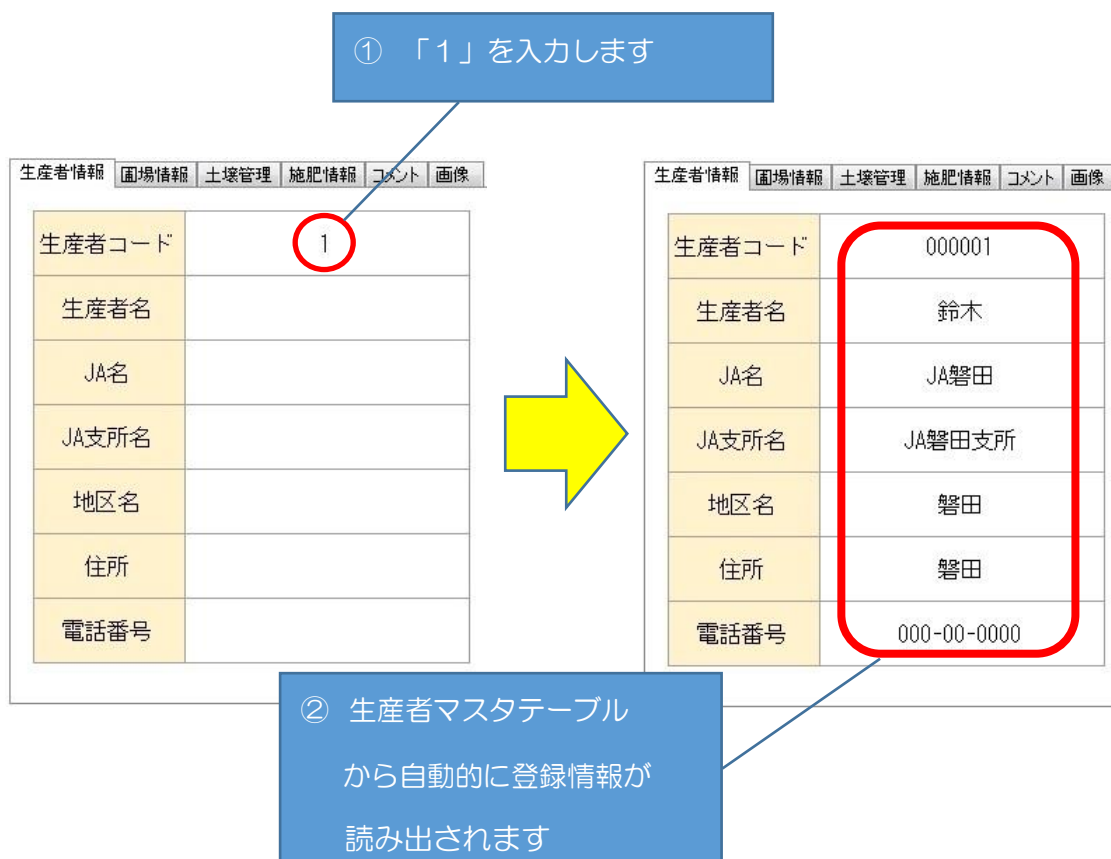 ① 「１」を入力します
生産者情報 圃場情報 土壌管理 施肥情報 コメント 画像
生産者コード 1
生産者名
JA名
JA支所名
地区名
住所
電話番号
生産者情報 圃場情報 土壌管理 施肥情報 コメント 画像
生産者コード 000001
生産者名 鈴木
JA名 JA磐田
JA支所名 JA磐田支所
地区名 磐田
住所 磐田
電話番号 000-00-0000
② 生産者マスタテーブル
から自動的に登録情報が
読み出されます